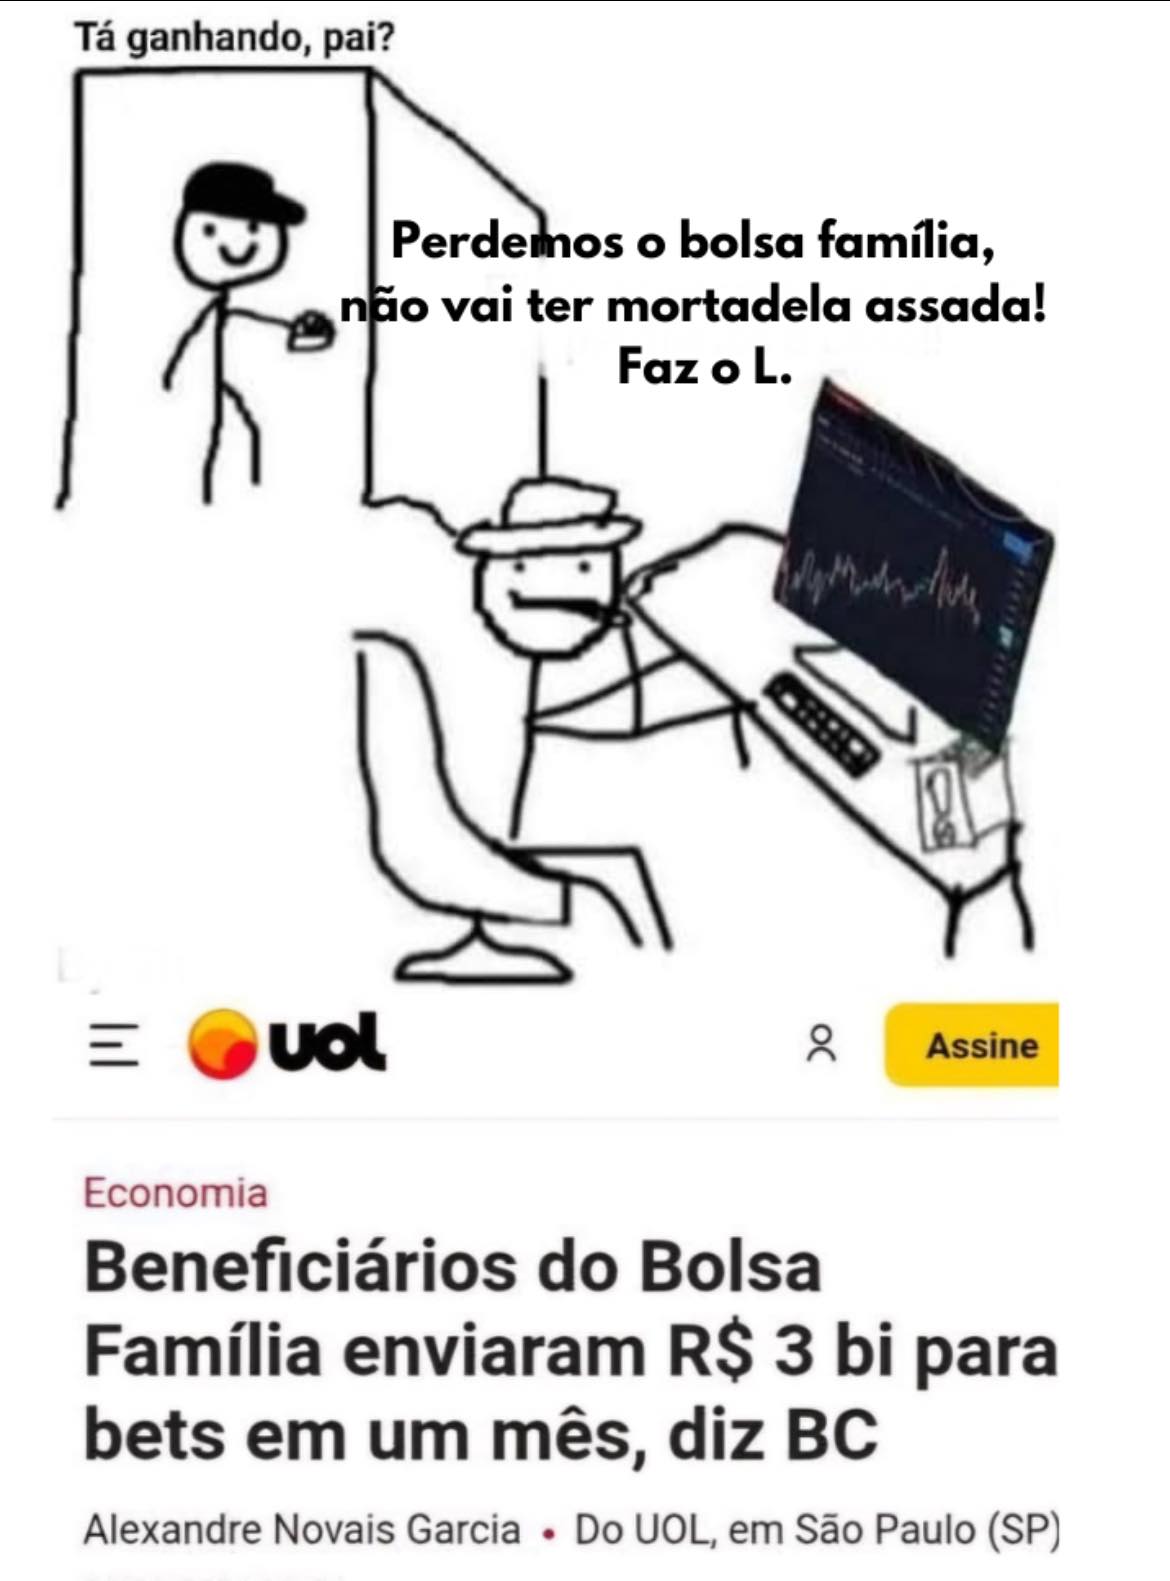 Tá ganhando, pai?
Perdemos o bolsa família,
não vai ter mortadela assada!
Faz o L.
uol
Assine
Economia
Beneficiários do Bolsa
Família enviaram R$ 3 bi para
bets em um mês, diz BC
Alexandre Novais Garcia • Do UOL, em São Paulo (SP)